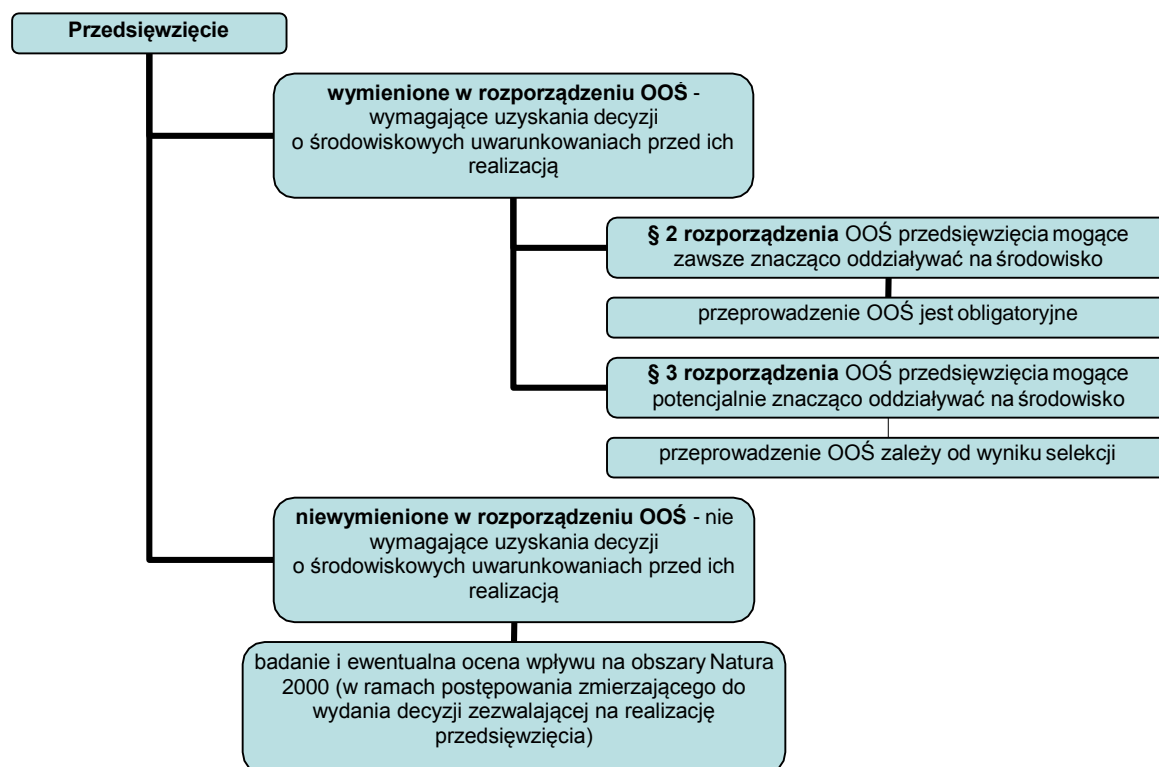 Przedsięwzięcie
wymienione w rozporządzeniu OOŚ -
wymagające uzyskania decyzji
o środowiskowych uwarunkowaniach przed ich
realizacją
§ 2 rozporządzenia OOŚ przedsięwzięcia mogące
zawsze znacząco oddziaływać na środowisko
przeprowadzenie OOŚ jest obligatoryjne
§ 3 rozporządzenia OOŚ przedsięwzięcia mogące
potencjalnie znacząco oddziaływać na środowisko
przeprowadzenie OOŚ zależy od wyniku selekcji
niewymienione w rozporządzeniu OOŚ - nie
wymagające uzyskania decyzji
o środowiskowych uwarunkowaniach przed ich
realizacją
badanie i ewentualna ocena wpływu na obszary Natura
2000 (w ramach postępowania zmierzającego do
wydania decyzji zezwalającej na realizację
przedsięwzięcia)